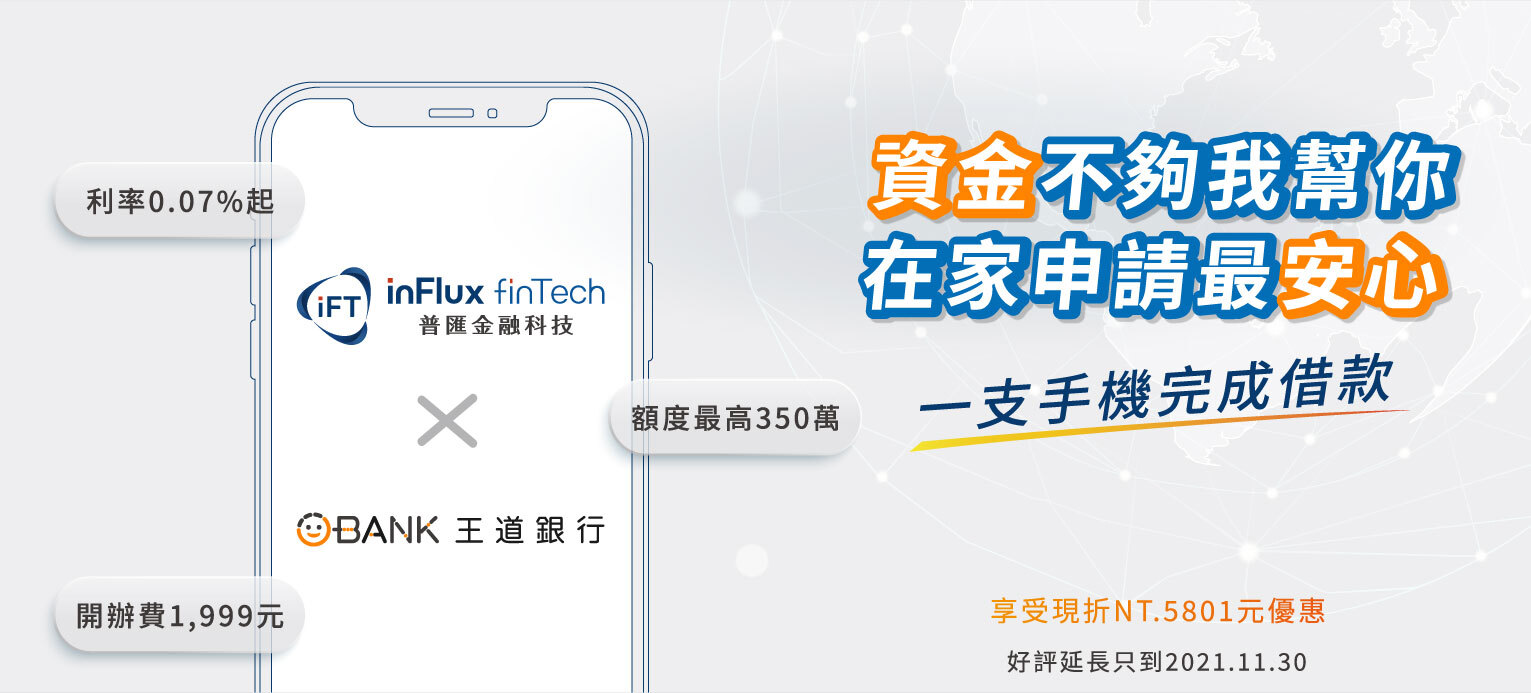 利率0.07%起
iFT
inFlux finTech
普匯金融科技
額度最高350萬
BANK 王道銀行
開辦費1,999元
資金不夠我幫你
在家申請最安心
一支手機完成借款
享受現折NT.5801元優惠
好評延長只到2021.11.30